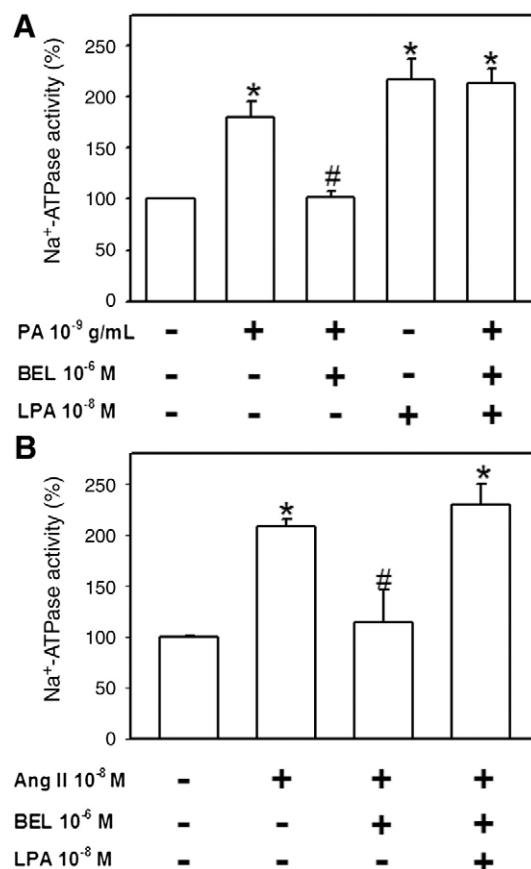 A
Na⁺-ATPase activity (%)
250
200
150
100
50
0
* # * *
PA 10⁻⁹ g/mL - + + - +
BEL 10⁻⁶ M - - + - +
LPA 10⁻⁸ M - - - + +
B
Na⁺-ATPase activity (%)
250
200
150
100
50
0
* # *
Ang II 10⁻⁸ M - + + +
BEL 10⁻⁶ M - - + +
LPA 10⁻⁸ M - - - +